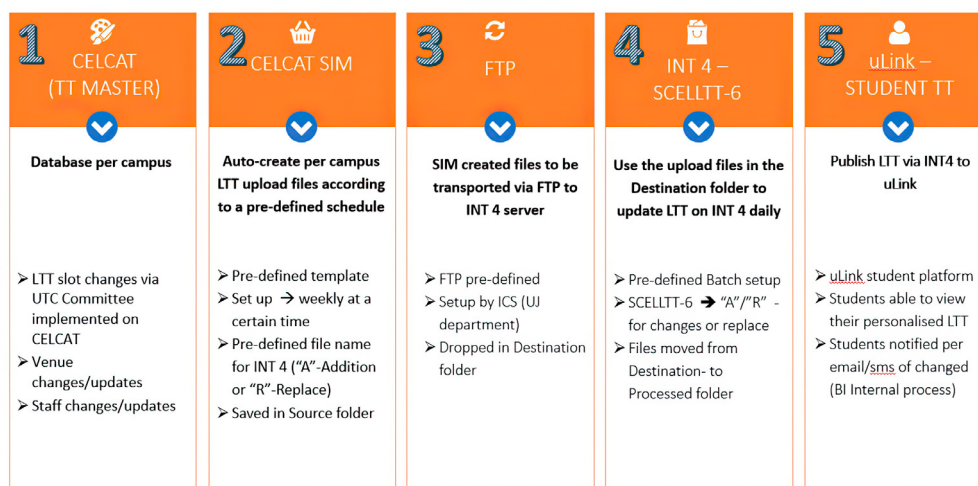 1
CELCAT
(TT MASTER)
Database per campus
➢ LTT slot changes via
UTC Committee
implemented on
CELCAT
➢ Venue
changes/updates
➢ Staff changes/updates
2
CELCAT SIM
Auto-create per campus
LTT upload files according
to a pre-defined schedule
➢ Pre-defined template
➢ Set up → weekly at a
certain time
➢ Pre-defined file name
for INT 4 (“A”-Addition
or “R”-Replace)
➢ Saved in Source folder
3
FTP
SIM created files to be
transported via FTP to
INT 4 server
➢ FTP pre-defined
➢ Setup by ICS (UJ
department)
➢ Dropped in Destination
folder
4
INT 4 –
SCELLTT-6
Use the upload files in the
Destination folder to
update LTT on INT 4 daily
➢ Pre-defined Batch setup
➢ SCELLTT-6 → “A”/”R” -
for changes or replace
➢ Files moved from
Destination- to
Processed folder
5
uLink –
STUDENT TT
Publish LTT via INT4 to
uLink
➢ uLink student platform
➢ Students able to view
their personalised LTT
➢ Students notified per
email/sms of changed
(BI Internal process)